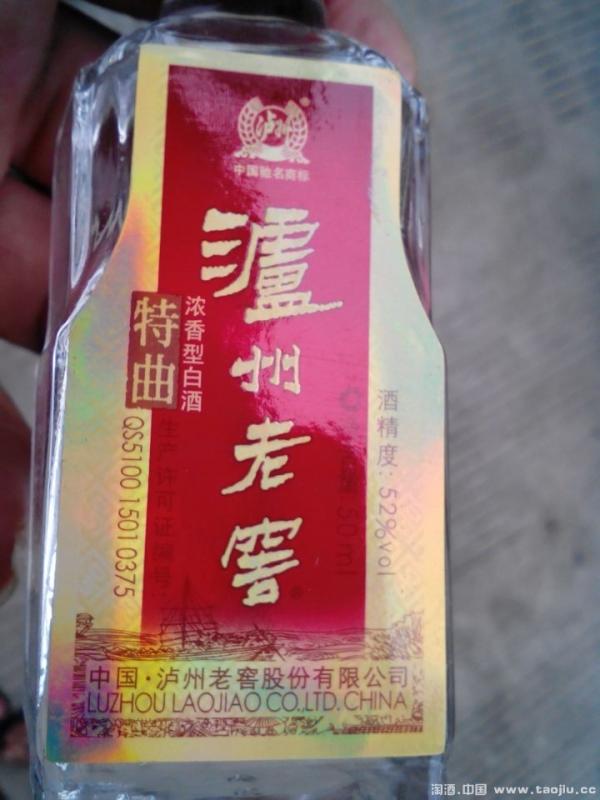 泸州
中国驰名商标
瀘州老窖
®
特曲
浓香型白酒
酒精度: 52%vol
50ml
生产许可证编号:
QS5100 1501 0375
中国·泸州老窖股份有限公司
LUZHOU LAOJIAO CO.,LTD. CHINA
淘酒.中国 www.taojiu.cc